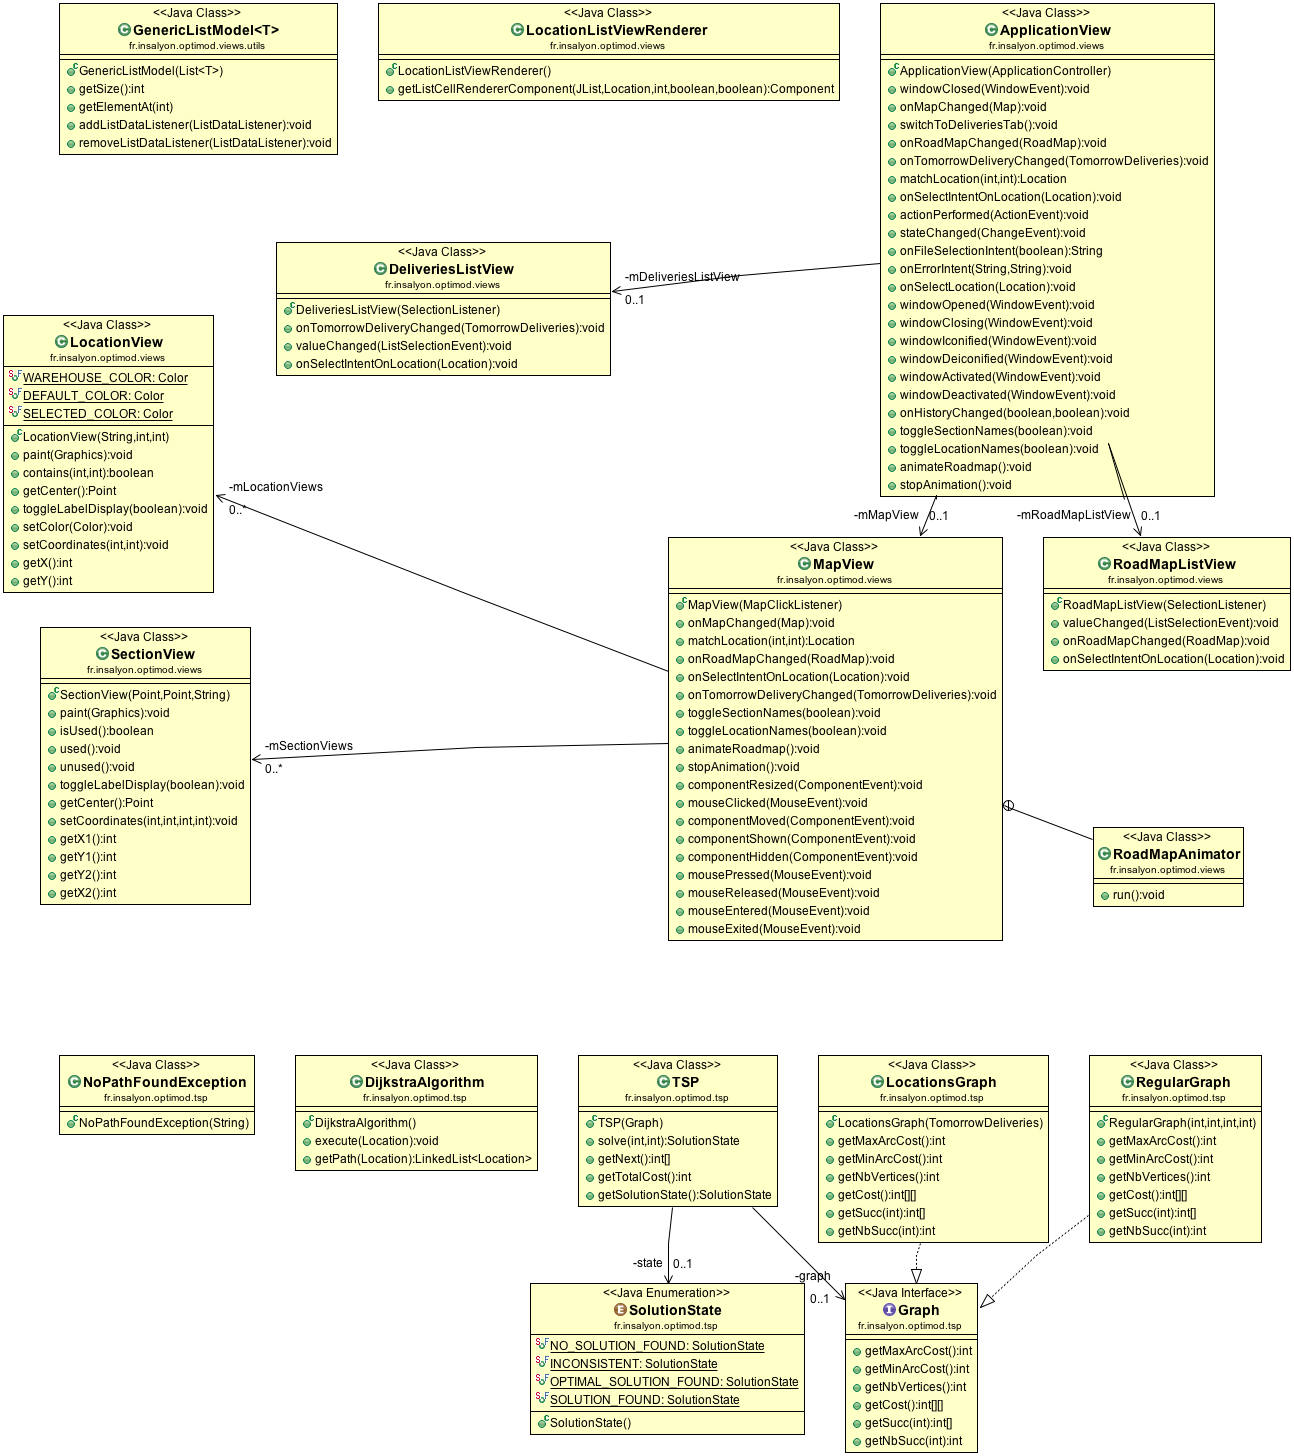 <<Java Class>>
GenericListModel<T>
fr.insalyon.optimod.views.utils
GenericListModel(List<T>)
getSize():int
getElementAt(int)
addListDataListener(ListDataListener):void
removeListDataListener(ListDataListener):void
<<Java Class>>
LocationListViewRenderer
fr.insalyon.optimod.views
LocationListViewRenderer()
getListCellRendererComponent(JList,Location,int,boolean,boolean):Component
<<Java Class>>
ApplicationView
fr.insalyon.optimod.views
ApplicationView(ApplicationController)
windowClosed(WindowEvent):void
onMapChanged(Map):void
switchToDeliveriesTab():void
onRoadMapChanged(RoadMap):void
onTomorrowDeliveryChanged(TomorrowDeliveries):void
matchLocation(int,int):Location
onSelectIntentOnLocation(Location):void
actionPerformed(ActionEvent):void
stateChanged(ChangeEvent):void
onFileSelectionIntent(boolean):String
onErrorIntent(String,String):void
onSelectLocation(Location):void
windowOpened(WindowEvent):void
windowClosing(WindowEvent):void
windowIconified(WindowEvent):void
windowDeiconified(WindowEvent):void
windowActivated(WindowEvent):void
windowDeactivated(WindowEvent):void
onHistoryChanged(boolean,boolean):void
toggleSectionNames(boolean):void
toggleLocationNames(boolean):void
animateRoadmap():void
stopAnimation():void
<<Java Class>>
DeliveriesListView
fr.insalyon.optimod.views
DeliveriesListView(SelectionListener)
onTomorrowDeliveryChanged(TomorrowDeliveries):void
valueChanged(ListSelectionEvent):void
onSelectIntentOnLocation(Location):void
-mDeliveriesListView
0..1
<<Java Class>>
LocationView
fr.insalyon.optimod.views
WAREHOUSE_COLOR: Color
DEFAULT_COLOR: Color
SELECTED_COLOR: Color
LocationView(String,int,int)
paint(Graphics):void
contains(int,int):boolean
getCenter():Point
toggleLabelDisplay(boolean):void
setColor(Color):void
setCoordinates(int,int):void
getX():int
getY():int
-mLocationViews
0..*
-mMapView
0..1
-mRoadMapListView
0..1
<<Java Class>>
MapView
fr.insalyon.optimod.views
MapView(MapClickListener)
onMapChanged(Map):void
matchLocation(int,int):Location
onRoadMapChanged(RoadMap):void
onSelectIntentOnLocation(Location):void
onTomorrowDeliveryChanged(TomorrowDeliveries):void
toggleSectionNames(boolean):void
toggleLocationNames(boolean):void
animateRoadmap():void
stopAnimation():void
componentResized(ComponentEvent):void
mouseClicked(MouseEvent):void
componentMoved(ComponentEvent):void
componentShown(ComponentEvent):void
componentHidden(ComponentEvent):void
mousePressed(MouseEvent):void
mouseReleased(MouseEvent):void
mouseEntered(MouseEvent):void
mouseExited(MouseEvent):void
<<Java Class>>
RoadMapListView
fr.insalyon.optimod.views
RoadMapListView(SelectionListener)
valueChanged(ListSelectionEvent):void
onRoadMapChanged(RoadMap):void
onSelectIntentOnLocation(Location):void
<<Java Class>>
SectionView
fr.insalyon.optimod.views
SectionView(Point,Point,String)
paint(Graphics):void
isUsed():boolean
used():void
unused():void
toggleLabelDisplay(boolean):void
getCenter():Point
setCoordinates(int,int,int,int):void
getX1():int
getY1():int
getY2():int
getX2():int
-mSectionViews
0..*
<<Java Class>>
RoadMapAnimator
fr.insalyon.optimod.views
run():void
<<Java Class>>
NoPathFoundException
fr.insalyon.optimod.tsp
NoPathFoundException(String)
<<Java Class>>
DijkstraAlgorithm
fr.insalyon.optimod.tsp
DijkstraAlgorithm()
execute(Location):void
getPath(Location):LinkedList<Location>
<<Java Class>>
TSP
fr.insalyon.optimod.tsp
TSP(Graph)
solve(int,int):SolutionState
getNext():int[]
getTotalCost():int
getSolutionState():SolutionState
<<Java Class>>
LocationsGraph
fr.insalyon.optimod.tsp
LocationsGraph(TomorrowDeliveries)
getMaxArcCost():int
getMinArcCost():int
getNbVertices():int
getCost():int[][]
getSucc(int):int[]
getNbSucc(int):int
<<Java Class>>
RegularGraph
fr.insalyon.optimod.tsp
RegularGraph(int,int,int,int)
getMaxArcCost():int
getMinArcCost():int
getNbVertices():int
getCost():int[][]
getSucc(int):int[]
getNbSucc(int):int
-state
0..1
-graph
0..1
<<Java Enumeration>>
SolutionState
fr.insalyon.optimod.tsp
NO_SOLUTION_FOUND: SolutionState
INCONSISTENT: SolutionState
OPTIMAL_SOLUTION_FOUND: SolutionState
SOLUTION_FOUND: SolutionState
SolutionState()
<<Java Interface>>
Graph
fr.insalyon.optimod.tsp
getMaxArcCost():int
getMinArcCost():int
getNbVertices():int
getCost():int[][]
getSucc(int):int[]
getNbSucc(int):int